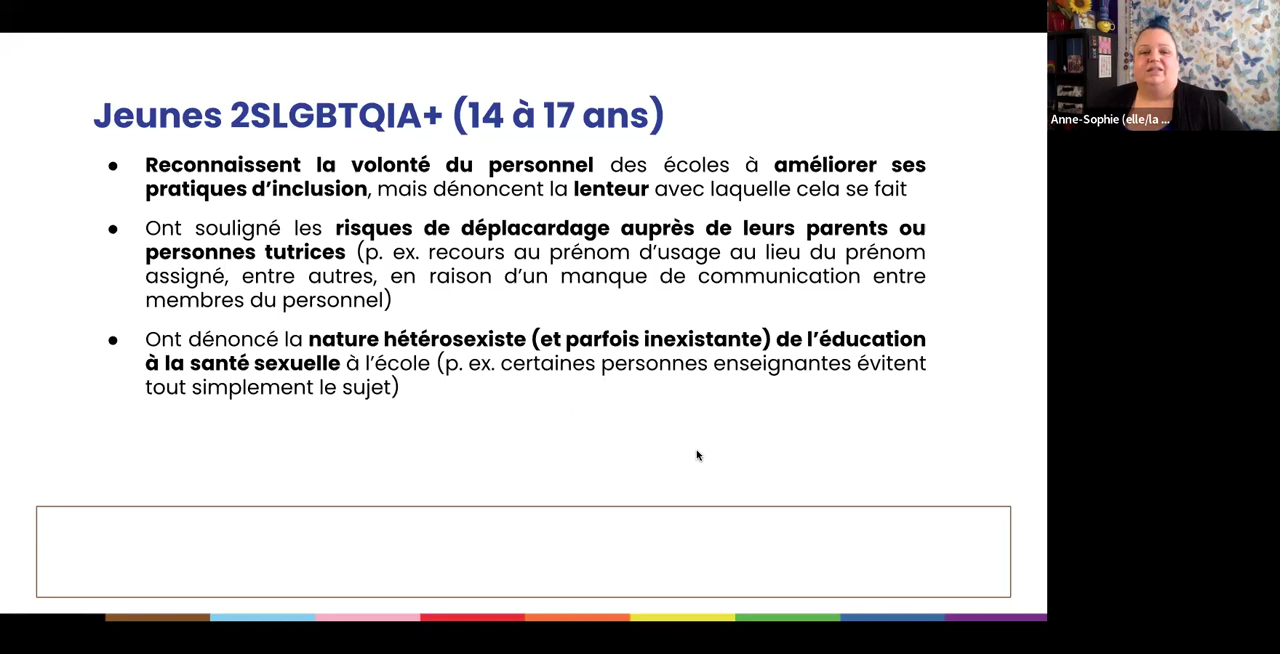 Jeunes 2SLGBTQIA+ (14 à 17 ans)
● Reconnaissent la volonté du personnel des écoles à améliorer ses
pratiques d’inclusion, mais dénoncent la lenteur avec laquelle cela se fait
● Ont souligné les risques de déplacardage auprès de leurs parents ou
personnes tutrices (p. ex. recours au prénom d’usage au lieu du prénom
assigné, entre autres, en raison d’un manque de communication entre
membres du personnel)
● Ont dénoncé la nature hétérosexiste (et parfois inexistante) de l’éducation
à la santé sexuelle à l’école (p. ex. certaines personnes enseignantes évitent
tout simplement le sujet)
Anne-Sophie (elle/la ...